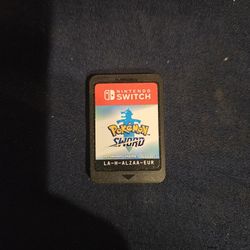 NINTENDO
SWITCH
POKéMON
SWORD
LA-H-ALZAA-EUR